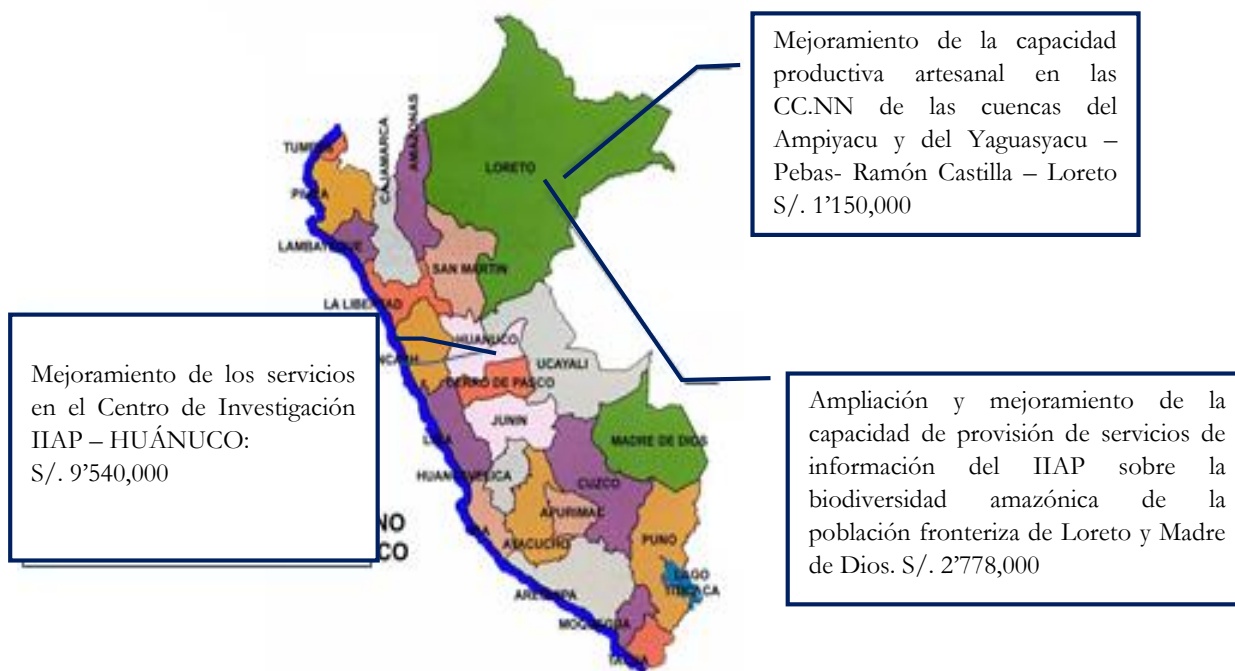 Mejoramiento de la capacidad
productiva artesanal en las
CC.NN de las cuencas del
Ampiyacu y del Yaguasyacu –
Pebas- Ramón Castilla – Loreto
S/. 1’150,000
AMAZONAS
CAJAMARCA
LORETO
LAMBAYEQUE
SAN MARTIN
LA LIBERTAD
HUANUCO
UCAYALI
CERRO DE PASCO
Mejoramiento de los servicios
en el Centro de Investigación
IIAP – HUÁNUCO:
S/. 9’540,000
JUNIN
MADRE DE DIOS
HUANCAVELICA
CUZCO
APURIMAC
AYACUCHO
PUNO
NO
CO
LAGO
TITICACA
AREQUIPA
MOQUEGUA
TACNA
Ampliación y mejoramiento de la
capacidad de provisión de servicios de
información del IIAP sobre la
biodiversidad amazónica de la
población fronteriza de Loreto y Madre
de Dios. S/. 2’778,000